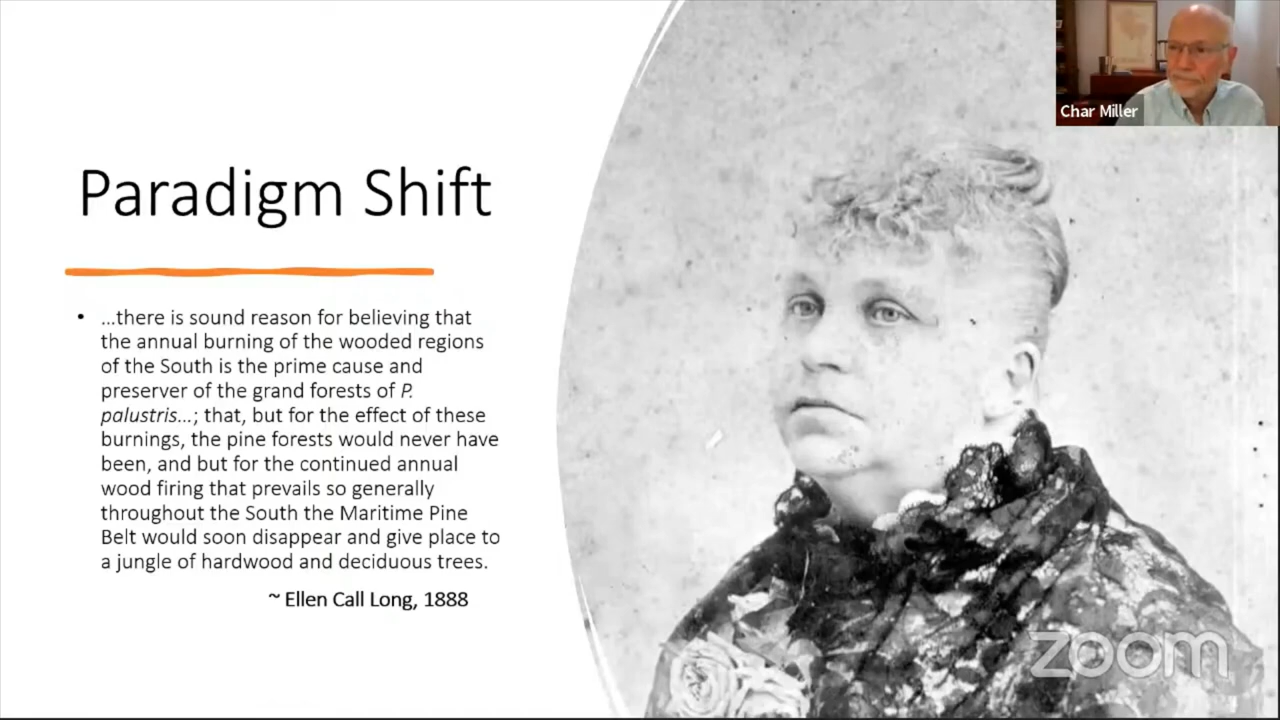 Paradigm Shift
• …there is sound reason for believing that
the annual burning of the wooded regions
of the South is the prime cause and
preserver of the grand forests of P.
palustris…; that, but for the effect of these
burnings, the pine forests would never have
been, and but for the continued annual
wood firing that prevails so generally
throughout the South the Maritime Pine
Belt would soon disappear and give place to
a jungle of hardwood and deciduous trees.
~ Ellen Call Long, 1888
Char Miller
zoom